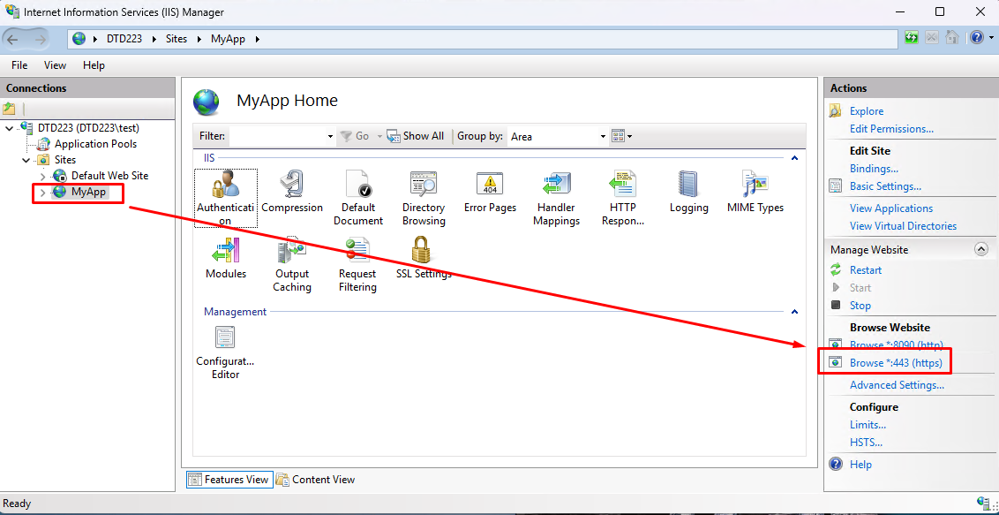 Internet Information Services (IIS) Manager
DTD223 Sites MyApp
File View Help
Connections
DTD223 (DTD223\test)
Application Pools
Sites
Default Web Site
MyApp
MyApp Home
Filter: Go Show All Group by: Area
IIS
Authenticati
on
Compression
Default
Document
Directory
Browsing
Error Pages
Handler
Mappings
HTTP
Respon...
Logging
MIME Types
Modules
Output
Caching
Request
Filtering
SSL Settings
404
Management
Configurat...
Editor
Features View Content View
Actions
Explore
Edit Permissions...
Edit Site
Bindings...
Basic Settings...
View Applications
View Virtual Directories
Manage Website
Restart
Start
Stop
Browse Website
Browse *:8090 (http)
Browse *:443 (https)
Advanced Settings...
Configure
Limits...
HSTS...
Help
Ready